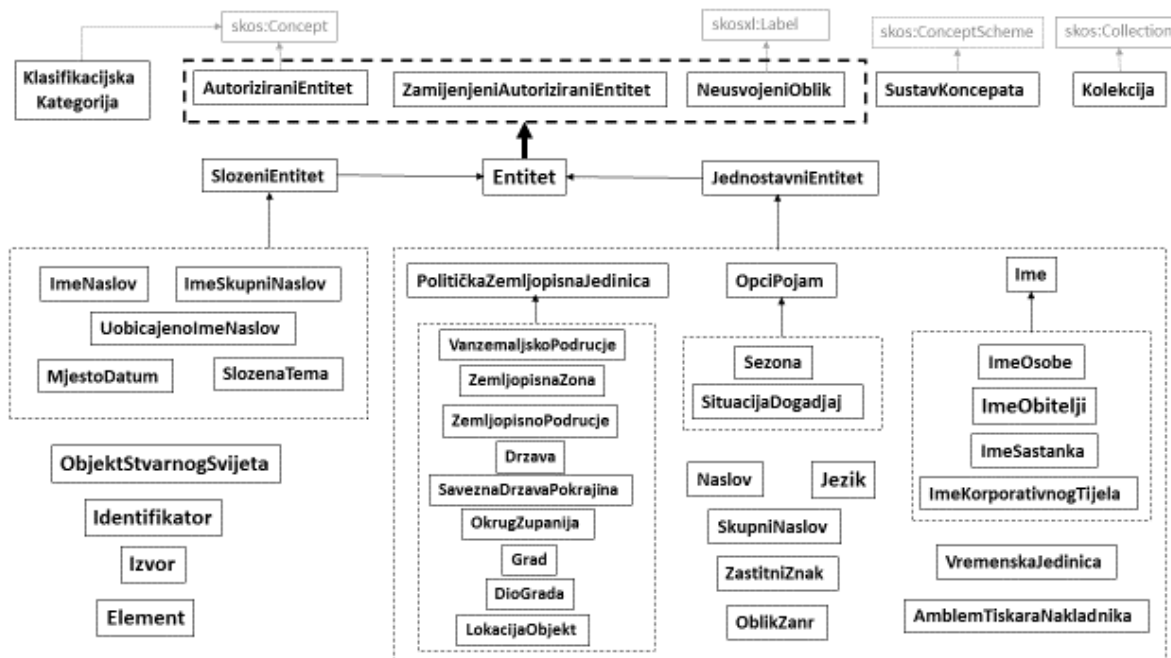 skos:Concept
skosxl:Label
skos:ConceptScheme
skos:Collection
Klasifikacijska
Kategorija
AutoriziraniEntitet
ZamijenjeniAutoriziraniEntitet
NeusvojeniOblik
SustavKoncepata
Kolekcija
SlozeniEntitet
Entitet
JednostavniEntitet
ImeNaslov
ImeSkupniNaslov
UobicajenoImeNaslov
MjestoDatum
SlozenaTema
ObjektStvarnogSvijeta
Identifikator
Izvor
Element
PolitičkaZemljopisnaJedinica
VanzemaljskoPodrucje
ZemljopisnaZona
ZemljopisnoPodrucje
Drzava
SaveznaDrzavaPokrajina
OkrugZupanija
Grad
DioGrada
LokacijaObjekt
OpciPojam
Sezona
SituacijaDogadjaj
Naslov
Jezik
SkupniNaslov
ZastitniZnak
OblikZanr
Ime
ImeOsobe
ImeObitelji
ImeSastanka
ImeKorporativnogTijela
VremenskaJedinica
AmblemTiskaraNakladnika